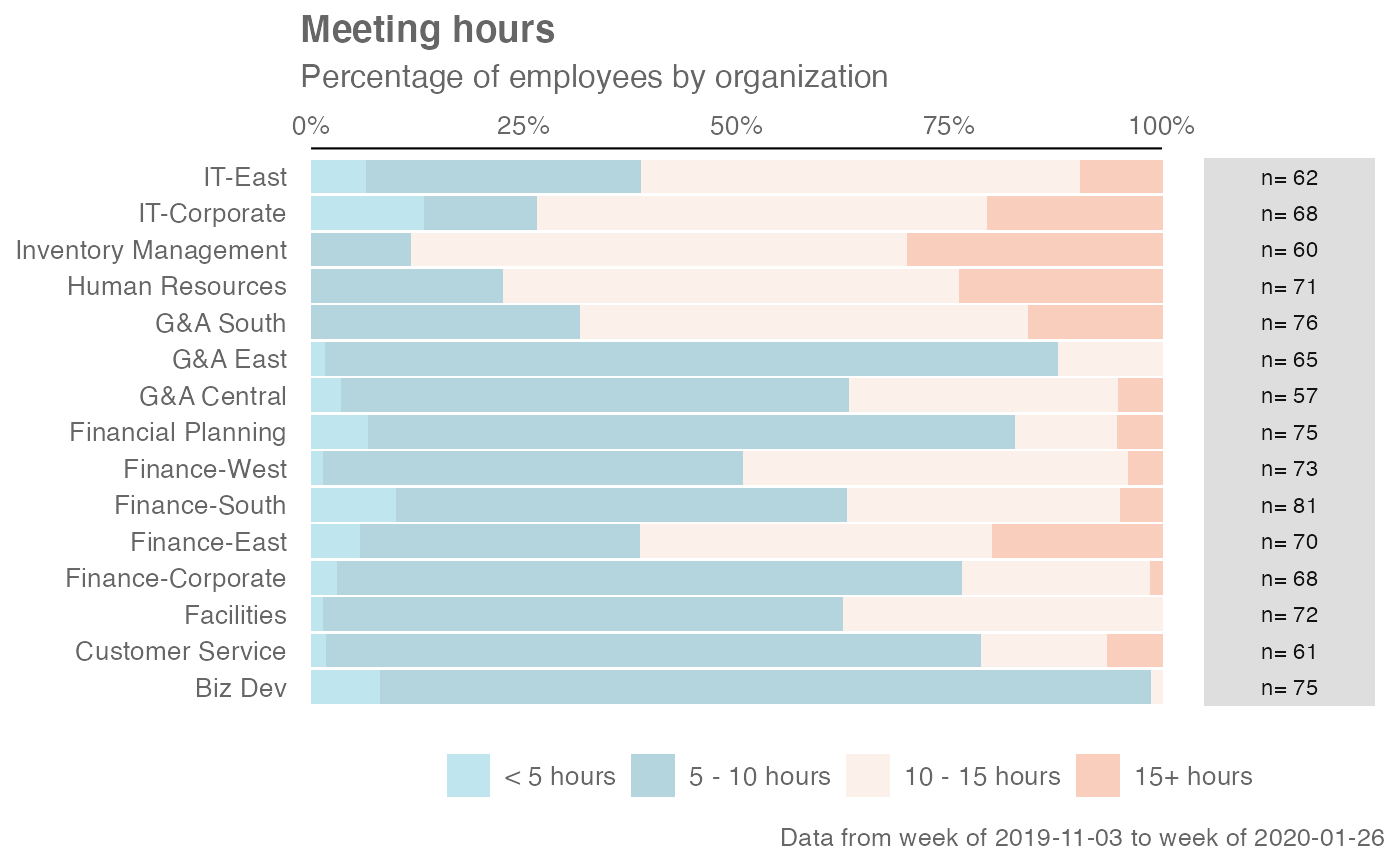 Meeting hours
Percentage of employees by organization
0% 25% 50% 75% 100%
IT-East n= 62
IT-Corporate n= 68
Inventory Management n= 60
Human Resources n= 71
G&A South n= 76
G&A East n= 65
G&A Central n= 57
Financial Planning n= 75
Finance-West n= 73
Finance-South n= 81
Finance-East n= 70
Finance-Corporate n= 68
Facilities n= 72
Customer Service n= 61
Biz Dev n= 75
< 5 hours 5 - 10 hours 10 - 15 hours 15+ hours
Data from week of 2019-11-03 to week of 2020-01-26